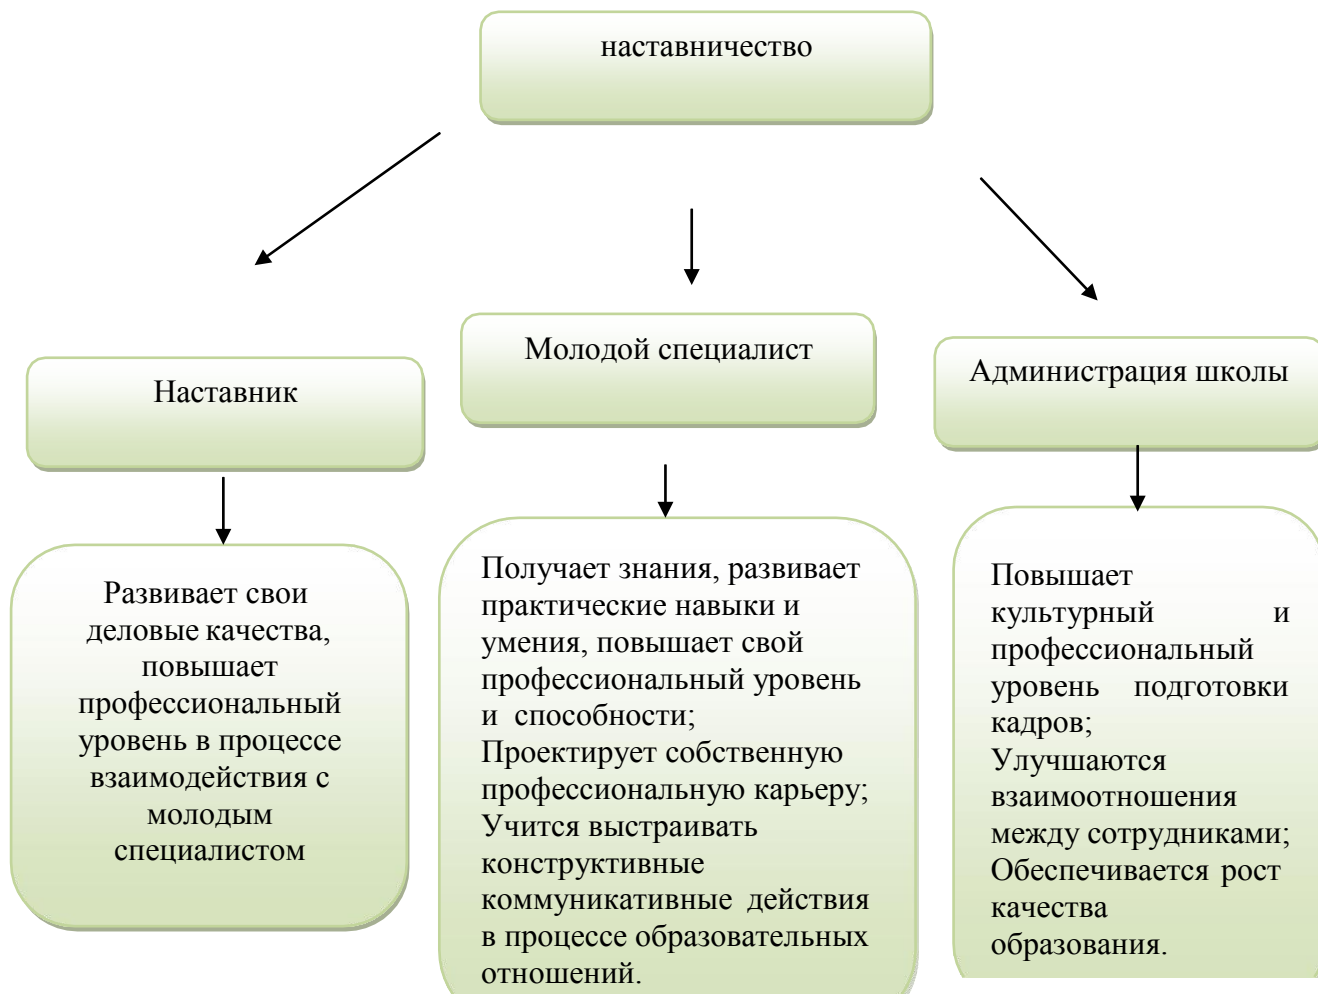 наставничество
Наставник
Молодой специалист
Администрация школы
Развивает свои
деловые качества,
повышает
профессиональный
уровень в процессе
взаимодействия с
молодым
специалистом
Получает знания, развивает
практические навыки и
умения, повышает свой
профессиональный уровень
и способности;
Проектирует собственную
профессиональную карьеру;
Учится выстраивать
конструктивные
коммуникативные действия
в процессе образовательных
отношений.
Повышает
культурный и
профессиональный
уровень подготовки
кадров;
Улучшаются
взаимоотношения
между сотрудниками;
Обеспечивается рост
качества
образования.